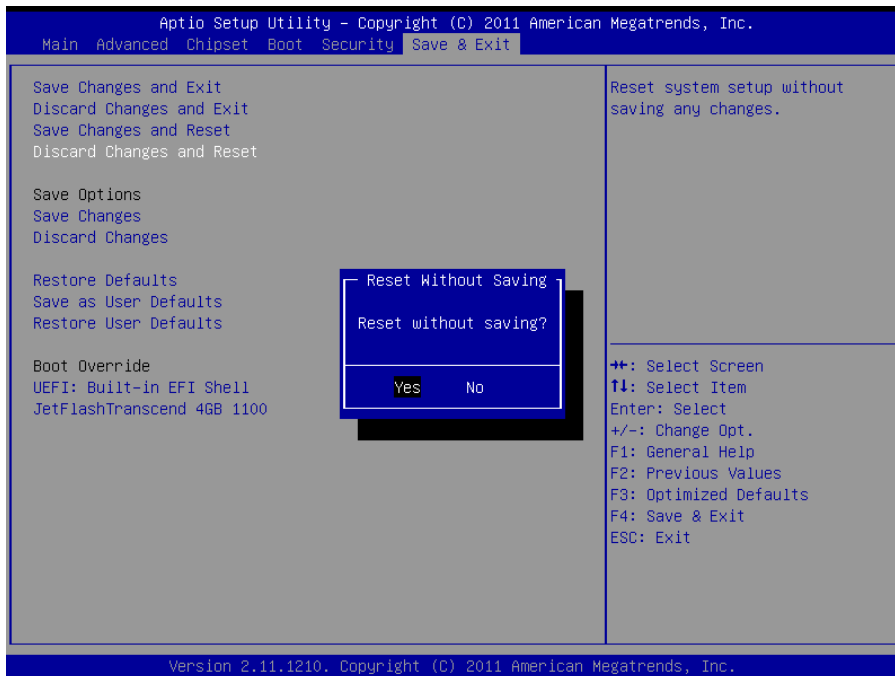 Aptio Setup Utility – Copyright (C) 2011 American Megatrends, Inc.
Main Advanced Chipset Boot Security Save & Exit
Save Changes and Exit
Discard Changes and Exit
Save Changes and Reset
Discard Changes and Reset
Save Options
Save Changes
Discard Changes
Restore Defaults
Save as User Defaults
Restore User Defaults
Boot Override
UEFI: Built-in EFI Shell
JetFlashTranscend 4GB 1100
Reset Without Saving
Reset without saving?
Yes No
Reset system setup without
saving any changes.
→←: Select Screen
↑↓: Select Item
Enter: Select
+/-: Change Opt.
F1: General Help
F2: Previous Values
F3: Optimized Defaults
F4: Save & Exit
ESC: Exit
Version 2.11.1210. Copyright (C) 2011 American Megatrends, Inc.